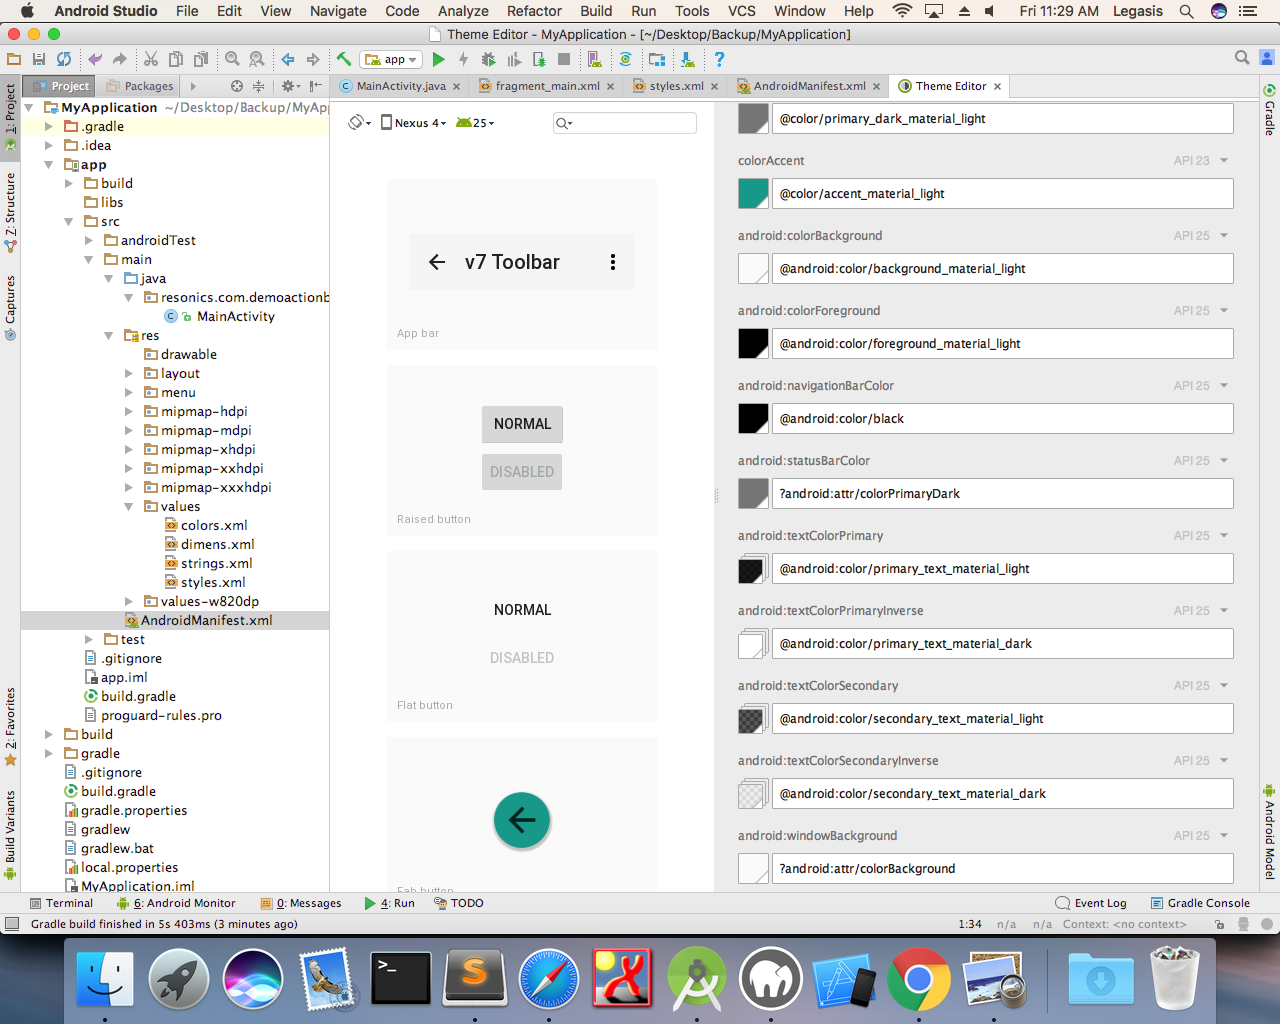 Android Studio File Edit View Navigate Code Analyze Refactor Build Run Tools VCS Window Help Fri 11:29 AM Legasis
Theme Editor - MyApplication - [~/Desktop/Backup/MyApplication]
app
Project Packages
MainActivity.java fragment_main.xml styles.xml AndroidManifest.xml Theme Editor
1: Project
Z: Structure
Captures
2: Favorites
Build Variants
MyApplication ~/Desktop/Backup/MyApp
.gradle
.idea
app
build
libs
src
androidTest
main
java
resonics.com.demoactionb
MainActivity
res
drawable
layout
menu
mipmap-hdpi
mipmap-mdpi
mipmap-xhdpi
mipmap-xxhdpi
mipmap-xxxhdpi
values
colors.xml
dimens.xml
strings.xml
styles.xml
values-w820dp
AndroidManifest.xml
test
.gitignore
app.iml
build.gradle
proguard-rules.pro
build
gradle
.gitignore
build.gradle
gradle.properties
gradlew
gradlew.bat
local.properties
MyApplication.iml
Nexus 4 25
v7 Toolbar
App bar
NORMAL
DISABLED
Raised button
NORMAL
DISABLED
Flat button
Fab button
@color/primary_dark_material_light
colorAccent API 23
@color/accent_material_light
android:colorBackground API 25
@android:color/background_material_light
android:colorForeground API 25
@android:color/foreground_material_light
android:navigationBarColor API 25
@android:color/black
android:statusBarColor API 25
?android:attr/colorPrimaryDark
android:textColorPrimary API 25
@android:color/primary_text_material_light
android:textColorPrimaryInverse API 25
@android:color/primary_text_material_dark
android:textColorSecondary API 25
@android:color/secondary_text_material_light
android:textColorSecondaryInverse API 25
@android:color/secondary_text_material_dark
android:windowBackground API 25
?android:attr/colorBackground
Gradle
Android Model
Terminal 6: Android Monitor 0: Messages 4: Run TODO Event Log Gradle Console
Gradle build finished in 5s 403ms (3 minutes ago) 1:34 n/a n/a Context: <no context>